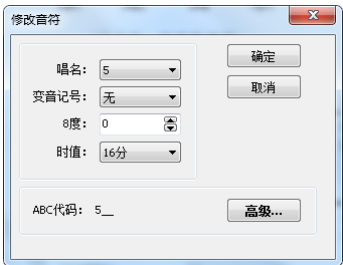 修改音符
唱名: 5
变音记号: 无
8度: 0
时值: 16分
确定
取消
ABC代码: 5__
高级...